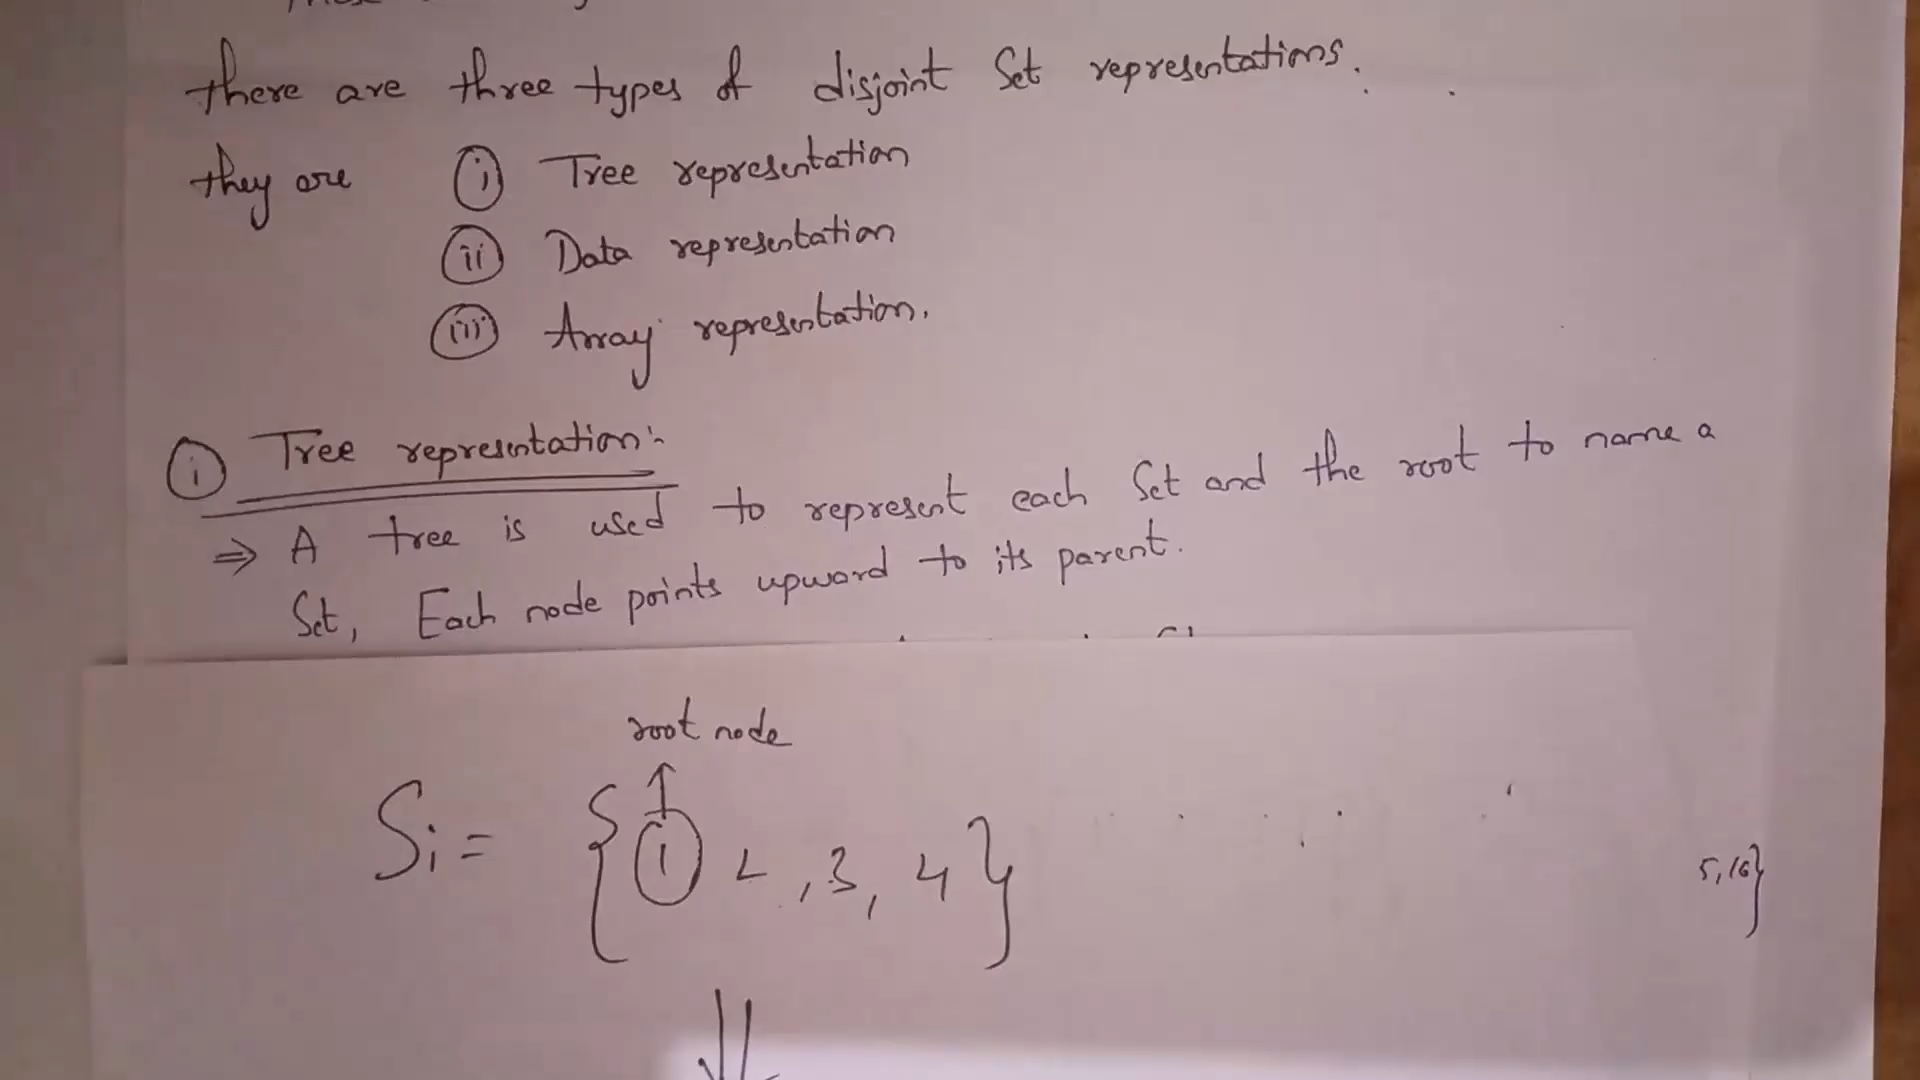 there are three types of disjoint Set representations.
they are (i) Tree representation
(ii) Data representation
(iii) Array representation.
(i) Tree representation:-
⇒ A tree is used to represent each Set and the root to name a
Set, Each node points upward to its parent.
root node
Si = {1 2, 3, 4}
5,10}